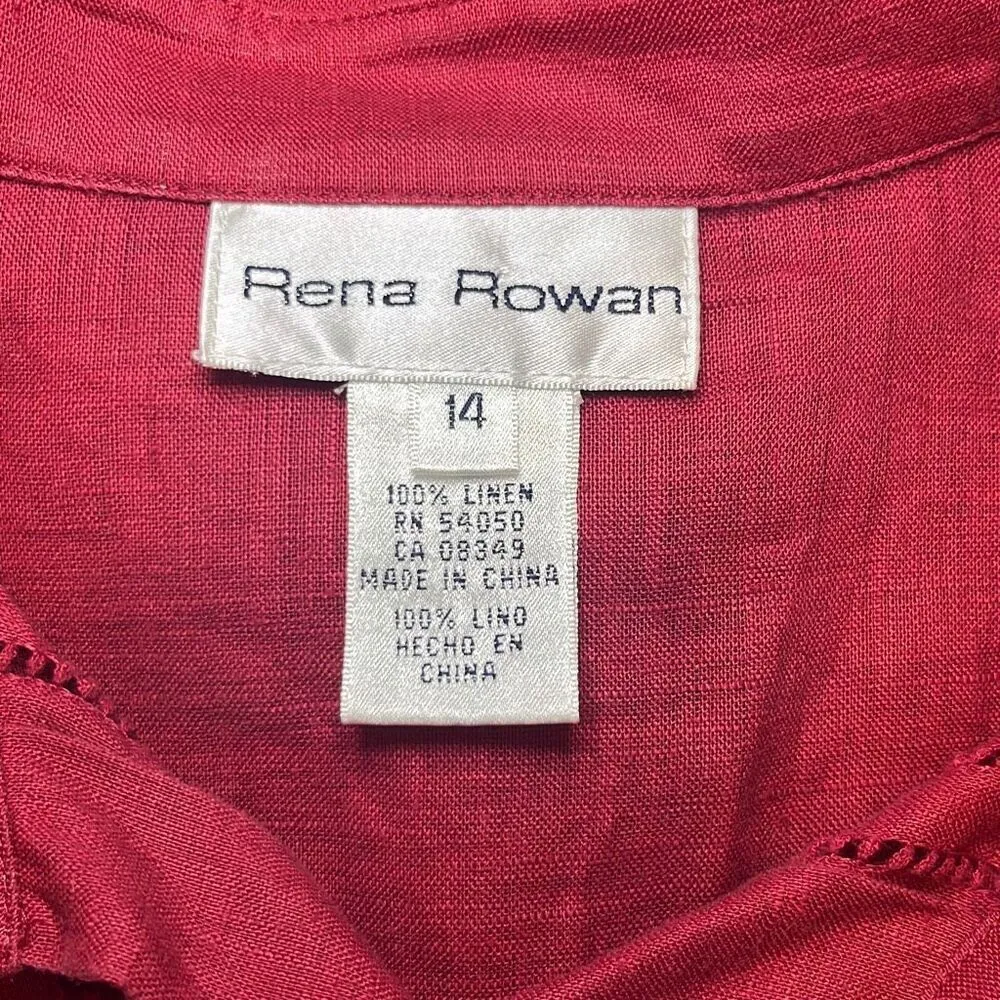 Rena Rowan
14
100% LINEN
RN 54050
CA 08349
MADE IN CHINA
100% LINO
HECHO EN
CHINA